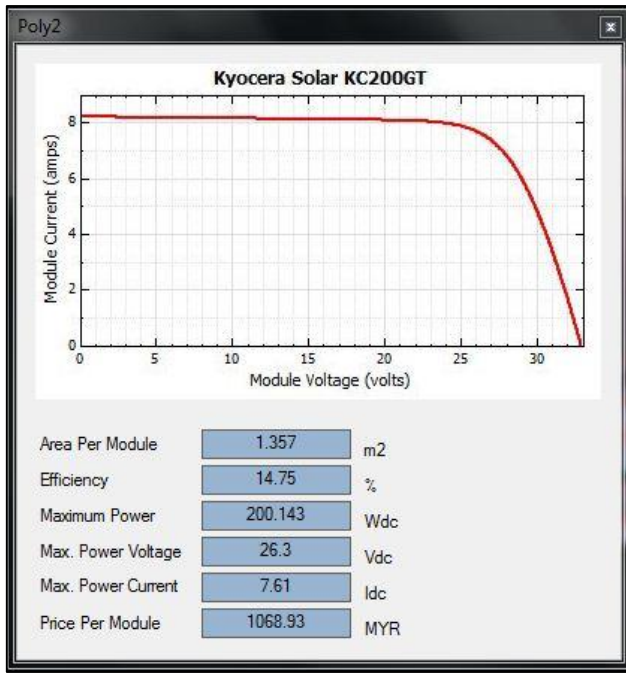 Poly2
x
Kyocera Solar KC200GT
Module Current (amps)
8
6
4
2
0
0 5 10 15 20 25 30
Module Voltage (volts)
Area Per Module 1.357 m2
Efficiency 14.75 %
Maximum Power 200.143 Wdc
Max. Power Voltage 26.3 Vdc
Max. Power Current 7.61 Idc
Price Per Module 1068.93 MYR